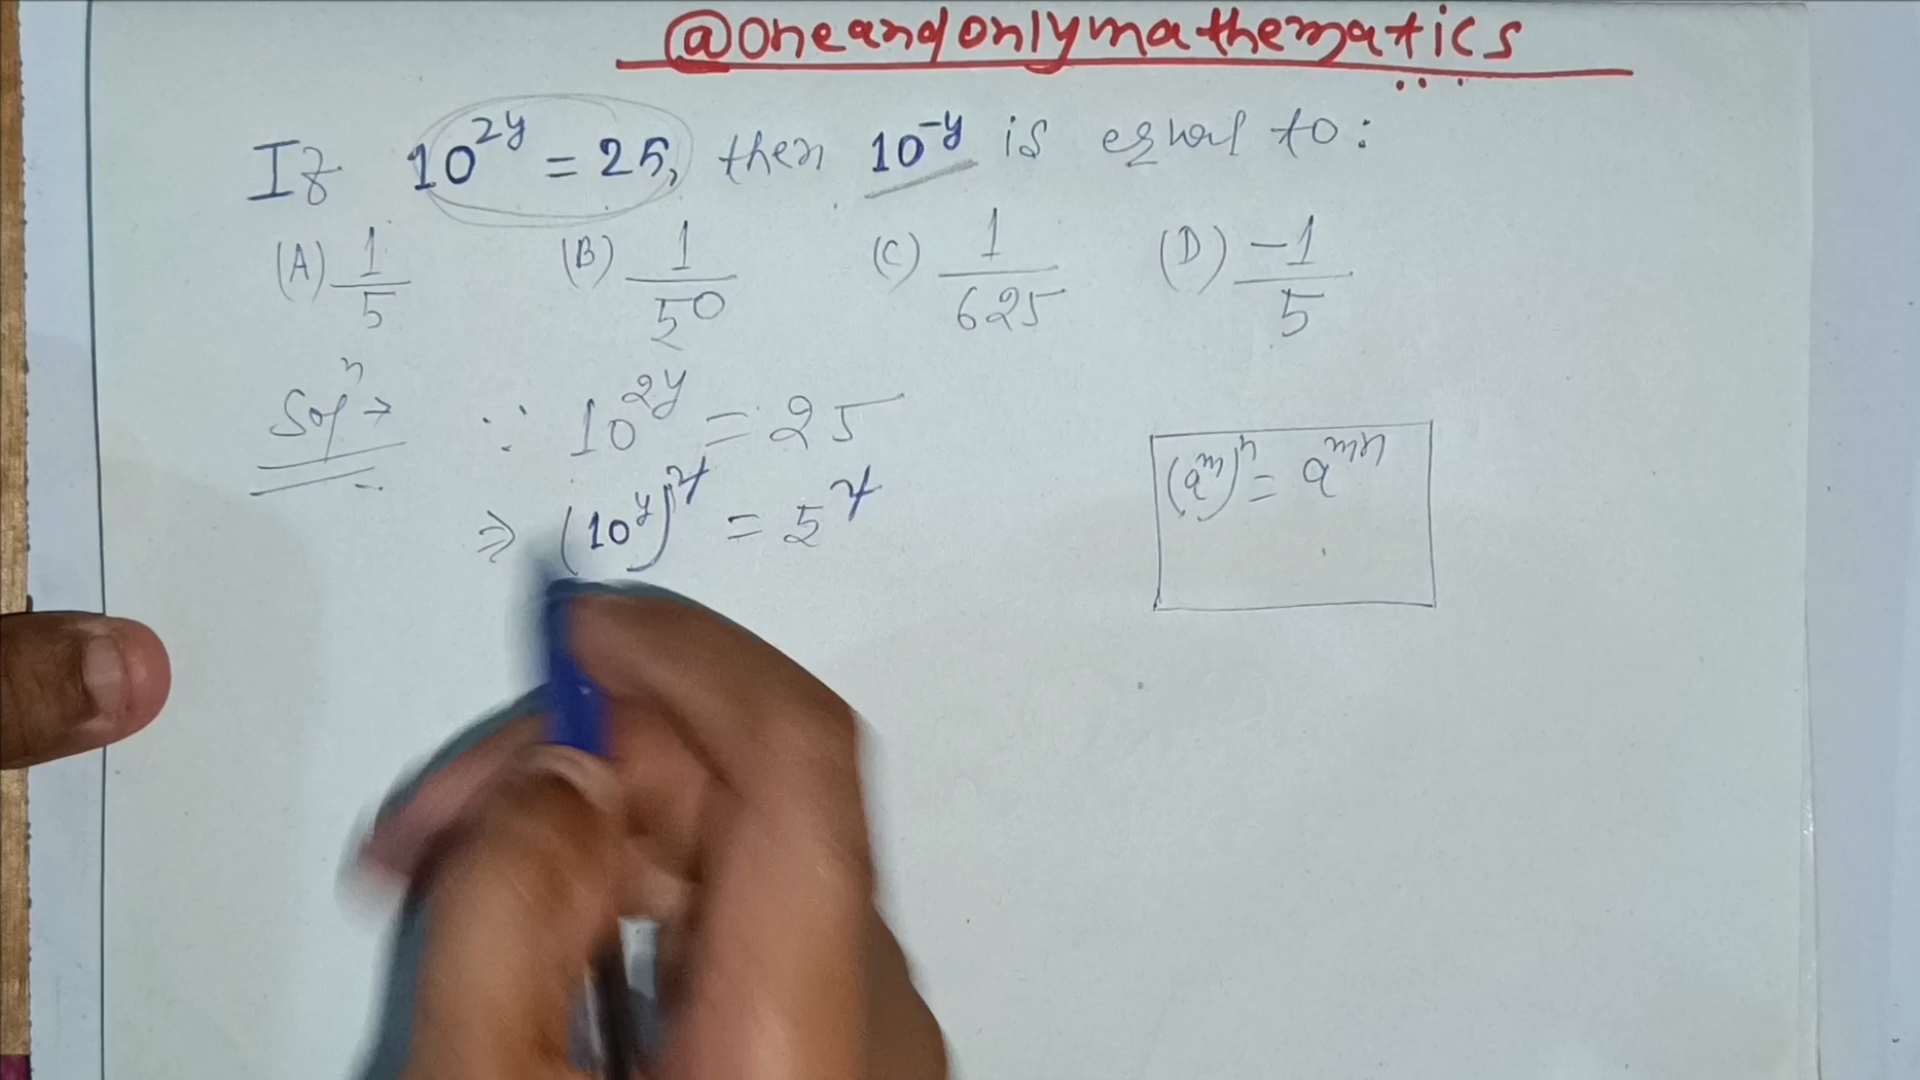 @oneandonlymathematics
If 10^2y = 25, then 10^-y is equal to:
(A) 1/5 (B) 1/50 (C) 1/625 (D) -1/5
Sol^n → ∵ 10^2y = 25
⇒ (10^y)^2 = 5^2
(a^m)^n = a^mn